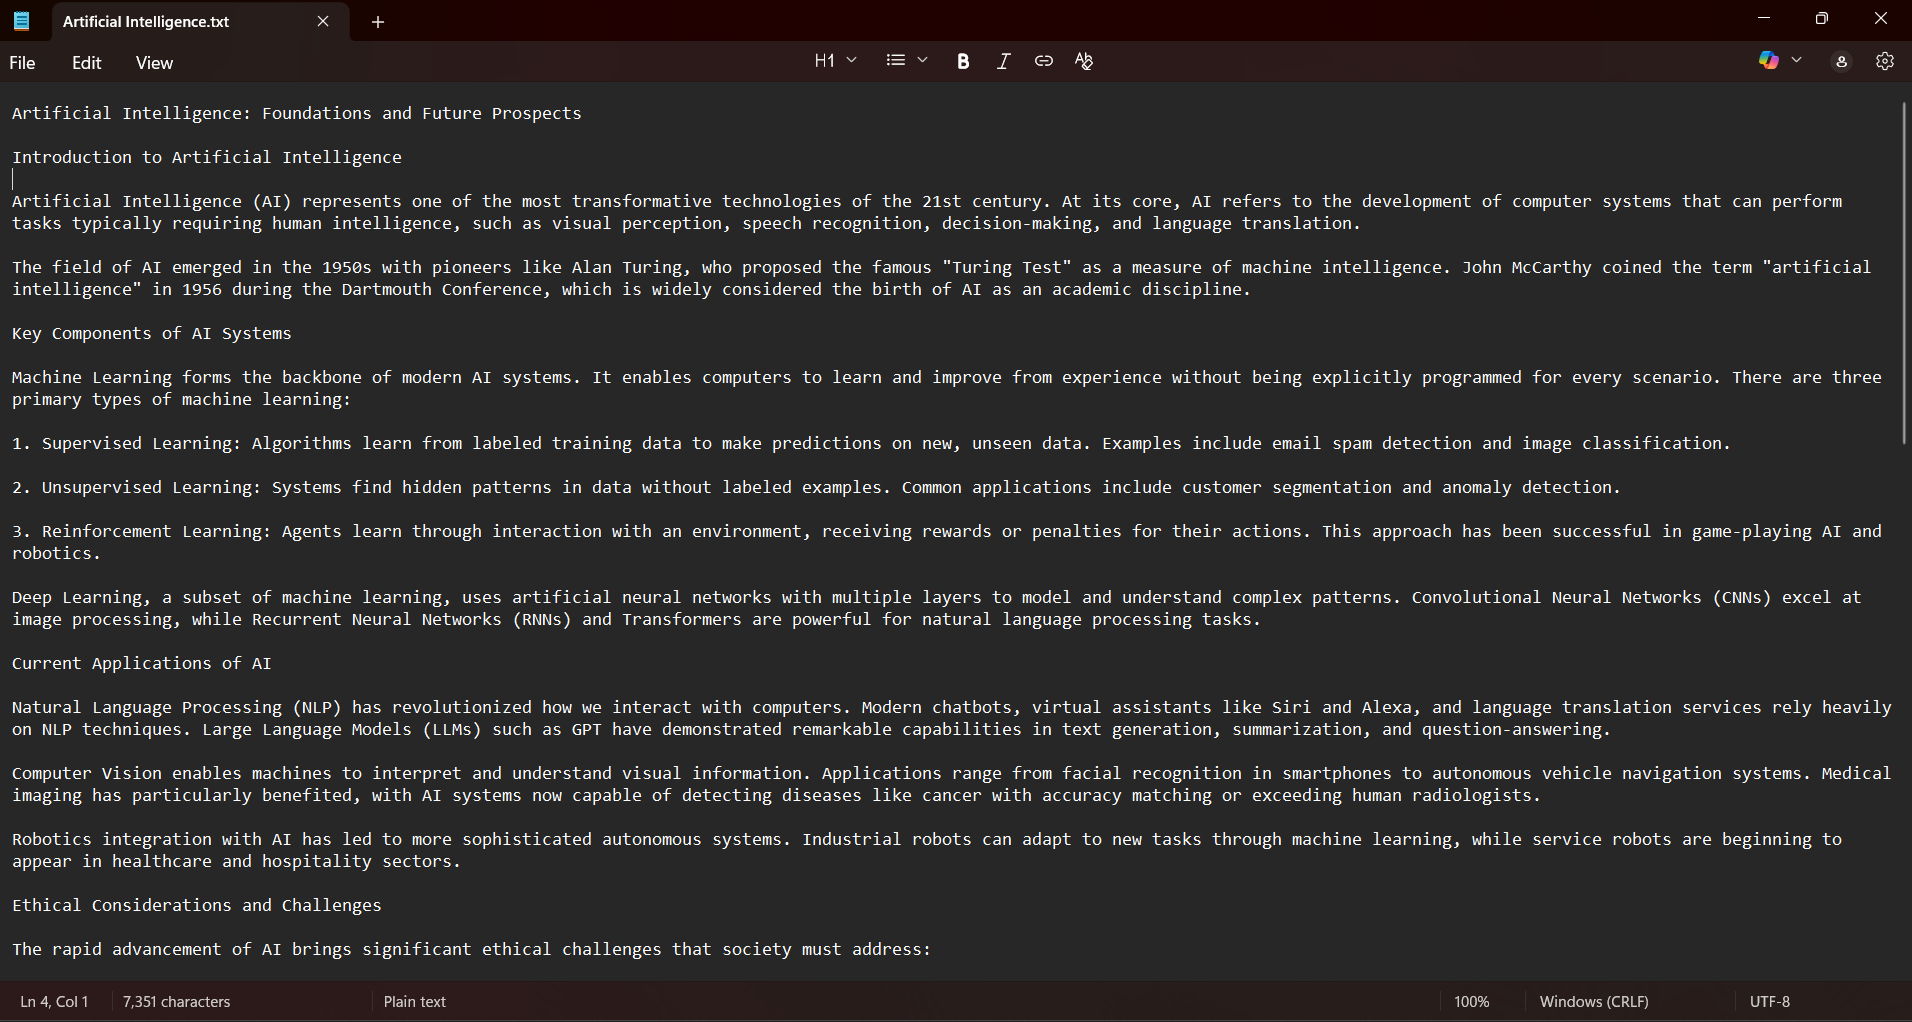 Artificial Intelligence.txt
File Edit View H1 B I
Artificial Intelligence: Foundations and Future Prospects
Introduction to Artificial Intelligence
Artificial Intelligence (AI) represents one of the most transformative technologies of the 21st century. At its core, AI refers to the development of computer systems that can perform
tasks typically requiring human intelligence, such as visual perception, speech recognition, decision-making, and language translation.
The field of AI emerged in the 1950s with pioneers like Alan Turing, who proposed the famous "Turing Test" as a measure of machine intelligence. John McCarthy coined the term "artificial
intelligence" in 1956 during the Dartmouth Conference, which is widely considered the birth of AI as an academic discipline.
Key Components of AI Systems
Machine Learning forms the backbone of modern AI systems. It enables computers to learn and improve from experience without being explicitly programmed for every scenario. There are three
primary types of machine learning:
1. Supervised Learning: Algorithms learn from labeled training data to make predictions on new, unseen data. Examples include email spam detection and image classification.
2. Unsupervised Learning: Systems find hidden patterns in data without labeled examples. Common applications include customer segmentation and anomaly detection.
3. Reinforcement Learning: Agents learn through interaction with an environment, receiving rewards or penalties for their actions. This approach has been successful in game-playing AI and
robotics.
Deep Learning, a subset of machine learning, uses artificial neural networks with multiple layers to model and understand complex patterns. Convolutional Neural Networks (CNNs) excel at
image processing, while Recurrent Neural Networks (RNNs) and Transformers are powerful for natural language processing tasks.
Current Applications of AI
Natural Language Processing (NLP) has revolutionized how we interact with computers. Modern chatbots, virtual assistants like Siri and Alexa, and language translation services rely heavily
on NLP techniques. Large Language Models (LLMs) such as GPT have demonstrated remarkable capabilities in text generation, summarization, and question-answering.
Computer Vision enables machines to interpret and understand visual information. Applications range from facial recognition in smartphones to autonomous vehicle navigation systems. Medical
imaging has particularly benefited, with AI systems now capable of detecting diseases like cancer with accuracy matching or exceeding human radiologists.
Robotics integration with AI has led to more sophisticated autonomous systems. Industrial robots can adapt to new tasks through machine learning, while service robots are beginning to
appear in healthcare and hospitality sectors.
Ethical Considerations and Challenges
The rapid advancement of AI brings significant ethical challenges that society must address:
Ln 4, Col 1 7,351 characters Plain text 100% Windows (CRLF) UTF-8